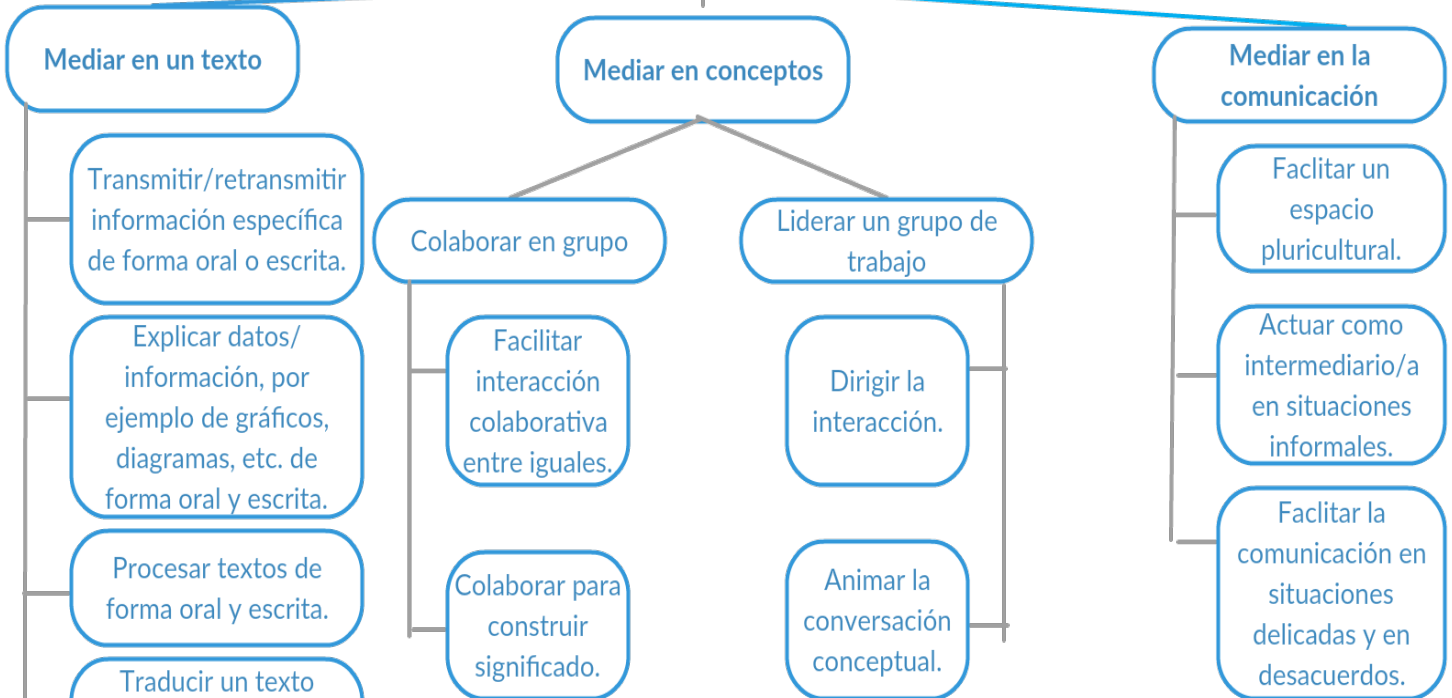 Mediar en un texto
Transmitir/retransmitir
información específica
de forma oral o escrita.
Explicar datos/
información, por
ejemplo de gráficos,
diagramas, etc. de
forma oral y escrita.
Procesar textos de
forma oral y escrita.
Traducir un texto
Mediar en conceptos
Colaborar en grupo
Facilitar
interacción
colaborativa
entre iguales.
Colaborar para
construir
significado.
Liderar un grupo de
trabajo
Dirigir la
interacción.
Animar la
conversación
conceptual.
Mediar en la
comunicación
Faclitar un
espacio
pluricultural.
Actuar como
intermediario/a
en situaciones
informales.
Faclitar la
comunicación en
situaciones
delicadas y en
desacuerdos.